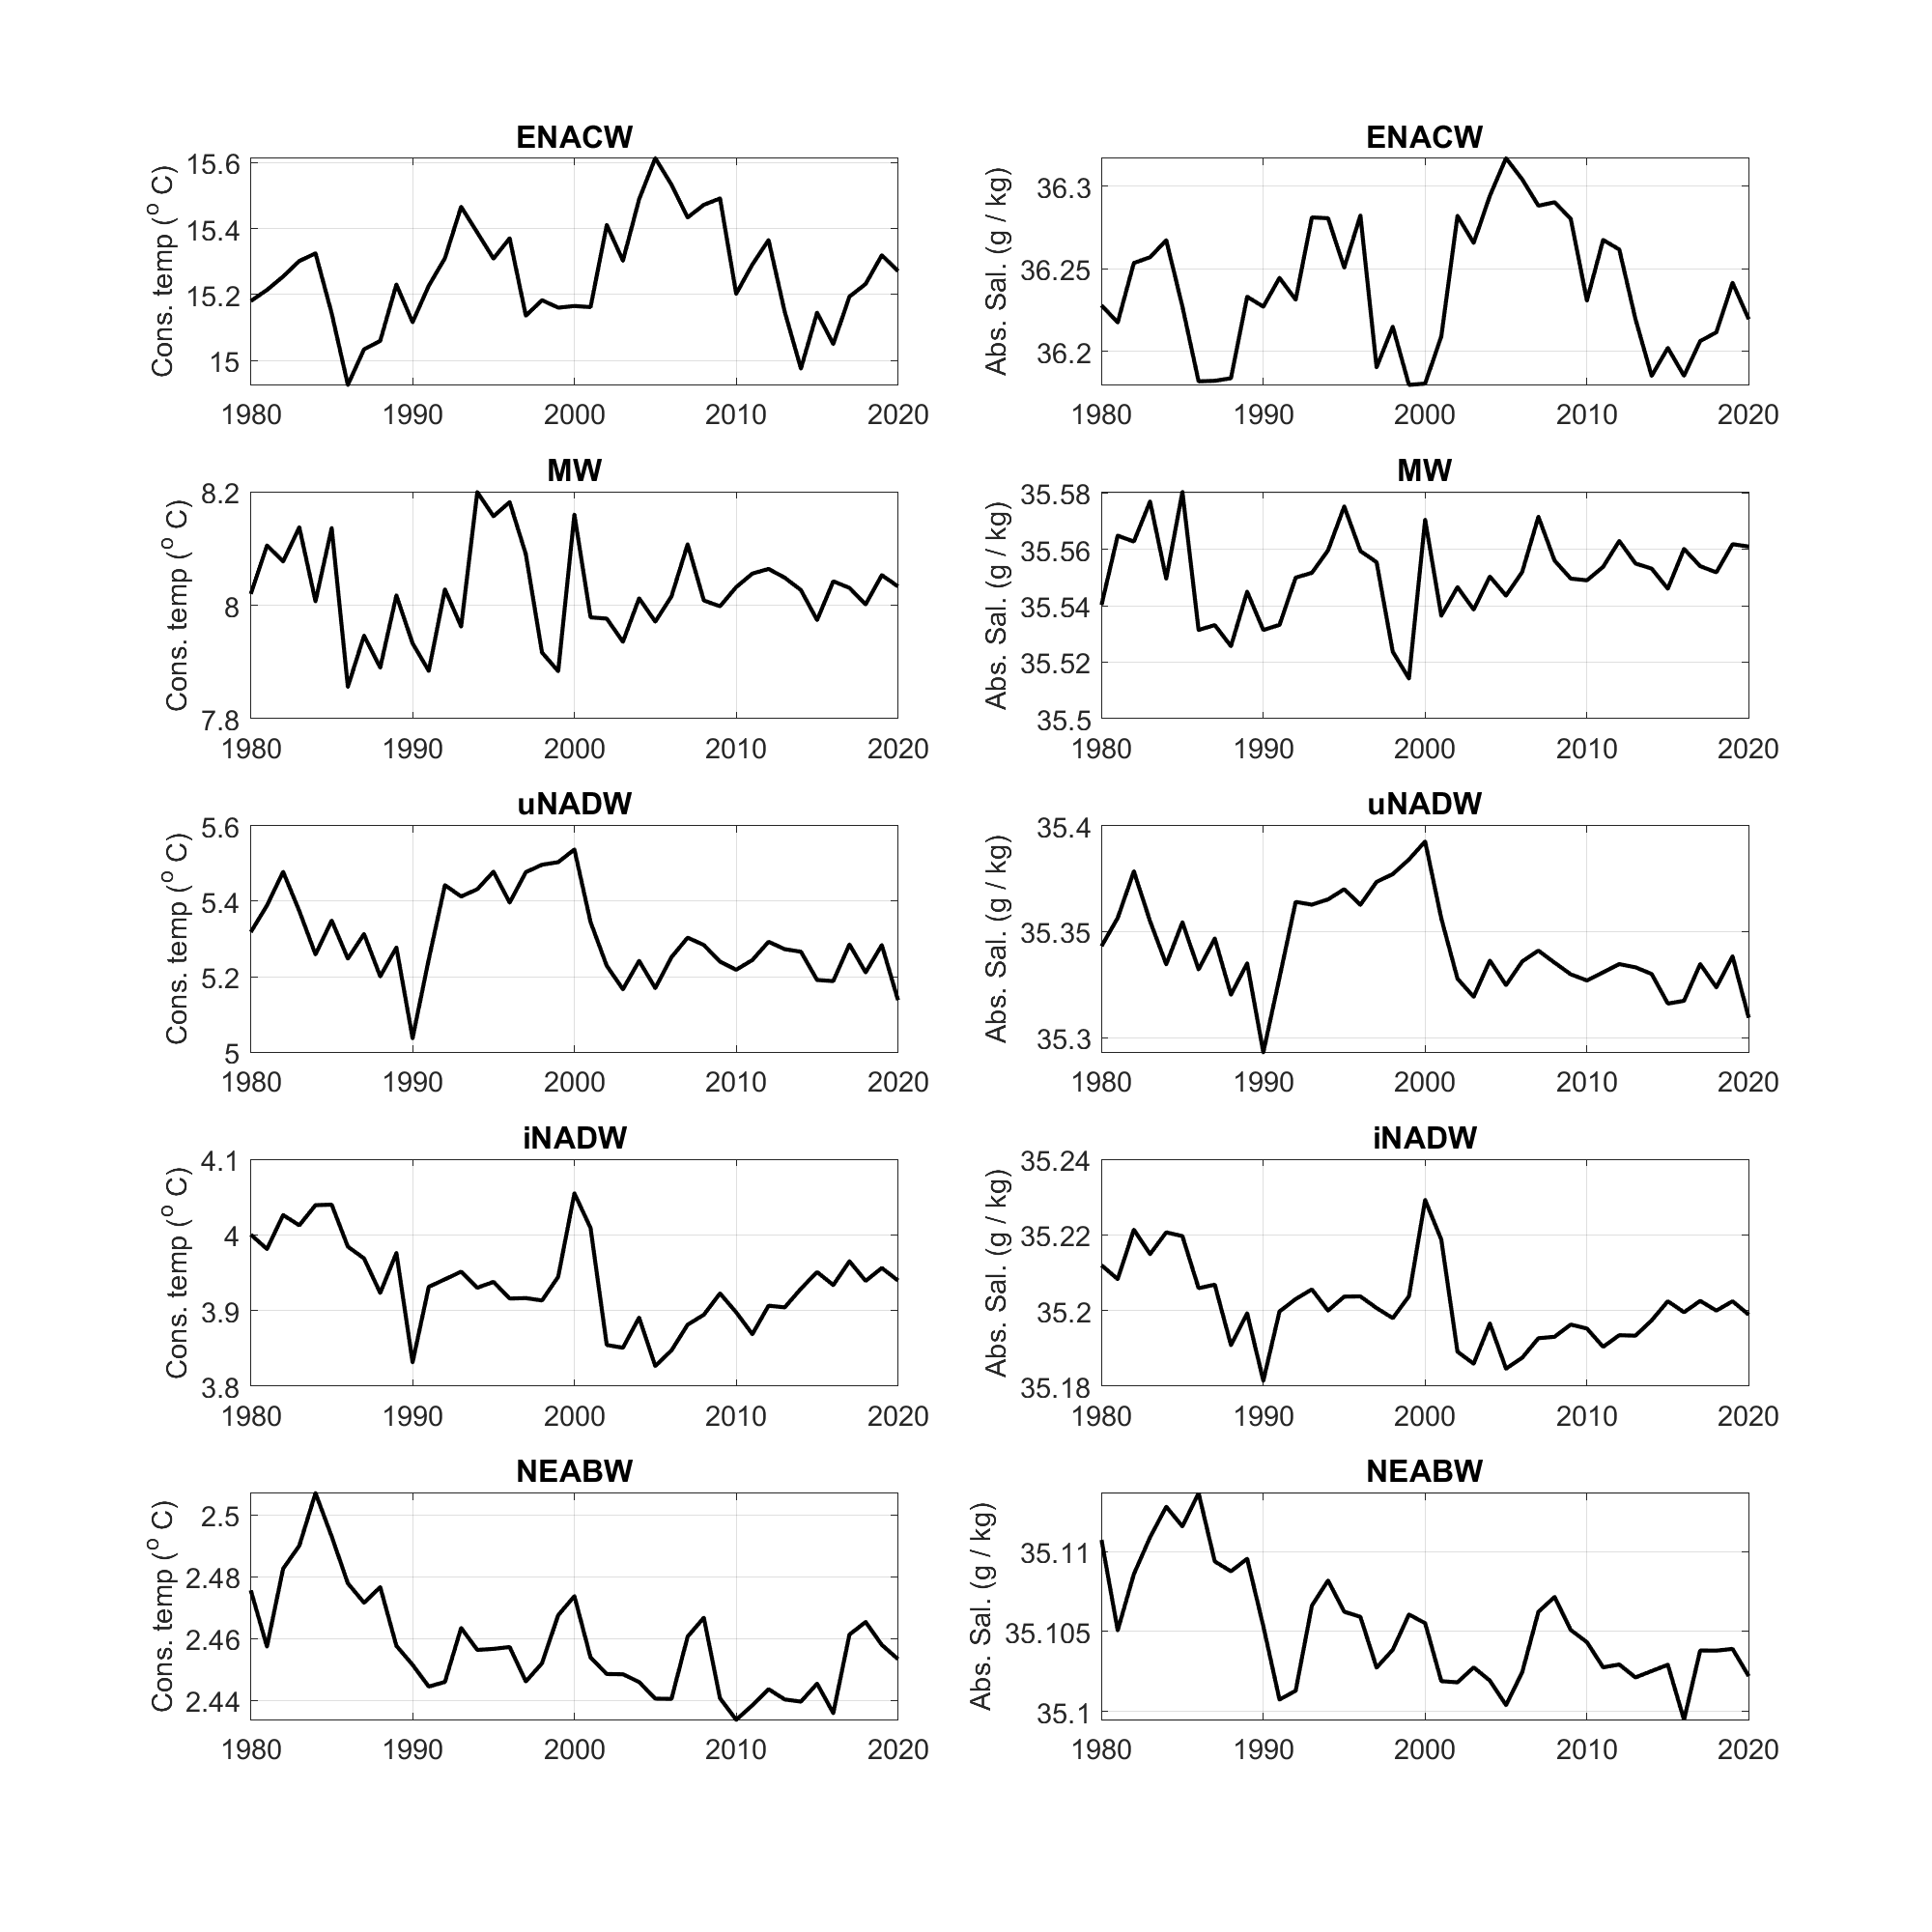 ENACW
Cons. temp (° C)
15.6
15.4
15.2
15
1980 1990 2000 2010 2020
ENACW
Abs. Sal. (g / kg)
36.3
36.25
36.2
1980 1990 2000 2010 2020
MW
Cons. temp (° C)
8.2
8
7.8
1980 1990 2000 2010 2020
MW
Abs. Sal. (g / kg)
35.58
35.56
35.54
35.52
35.5
1980 1990 2000 2010 2020
uNADW
Cons. temp (° C)
5.6
5.4
5.2
5
1980 1990 2000 2010 2020
uNADW
Abs. Sal. (g / kg)
35.4
35.35
35.3
1980 1990 2000 2010 2020
iNADW
Cons. temp (° C)
4.1
4
3.9
3.8
1980 1990 2000 2010 2020
iNADW
Abs. Sal. (g / kg)
35.24
35.22
35.2
35.18
1980 1990 2000 2010 2020
NEABW
Cons. temp (° C)
2.5
2.48
2.46
2.44
1980 1990 2000 2010 2020
NEABW
Abs. Sal. (g / kg)
35.11
35.105
35.1
1980 1990 2000 2010 2020